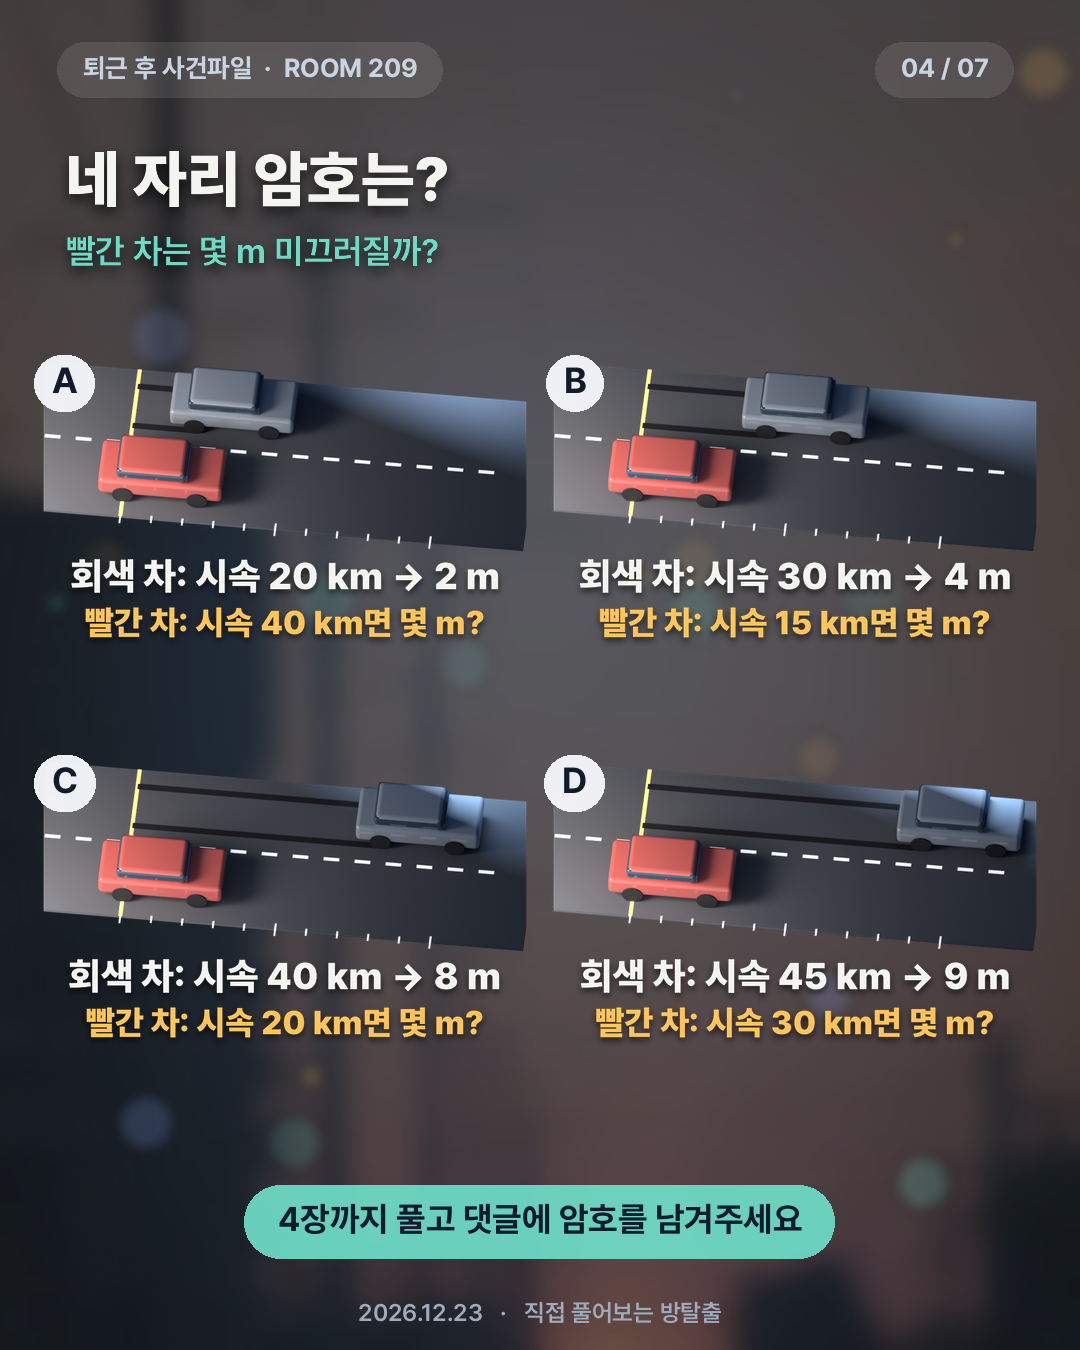 퇴근 후 사건파일 · ROOM 209
04 / 07
네 자리 암호는?
빨간 차는 몇 m 미끄러질까?
A
B
회색 차: 시속 20 km → 2 m
빨간 차: 시속 40 km면 몇 m?
회색 차: 시속 30 km → 4 m
빨간 차: 시속 15 km면 몇 m?
C
D
회색 차: 시속 40 km → 8 m
빨간 차: 시속 20 km면 몇 m?
회색 차: 시속 45 km → 9 m
빨간 차: 시속 30 km면 몇 m?
4장까지 풀고 댓글에 암호를 남겨주세요
2026.12.23 · 직접 풀어보는 방탈출